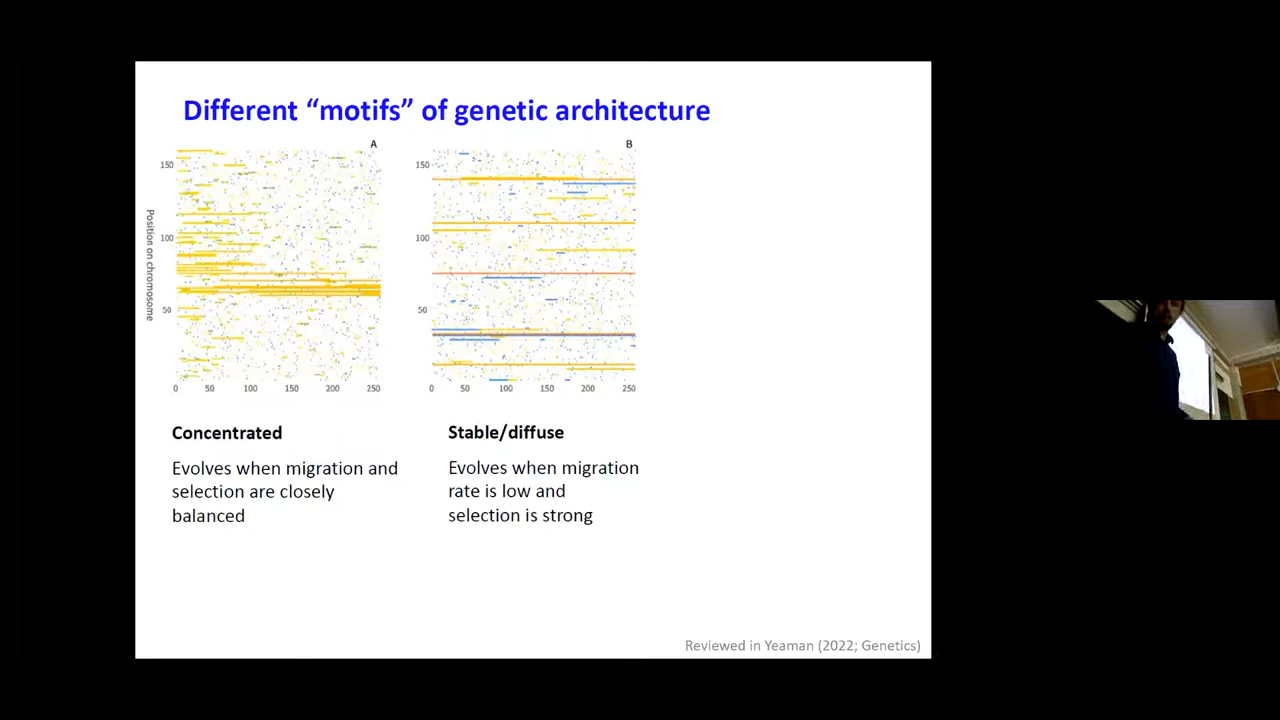 Different “motifs” of genetic architecture
A
B
Position on chromosome
150
100
50
0 50 100 150 200 250
150
100
50
0 50 100 150 200 250
Concentrated
Evolves when migration and
selection are closely
balanced
Stable/diffuse
Evolves when migration
rate is low and
selection is strong
Reviewed in Yeaman (2022; Genetics)